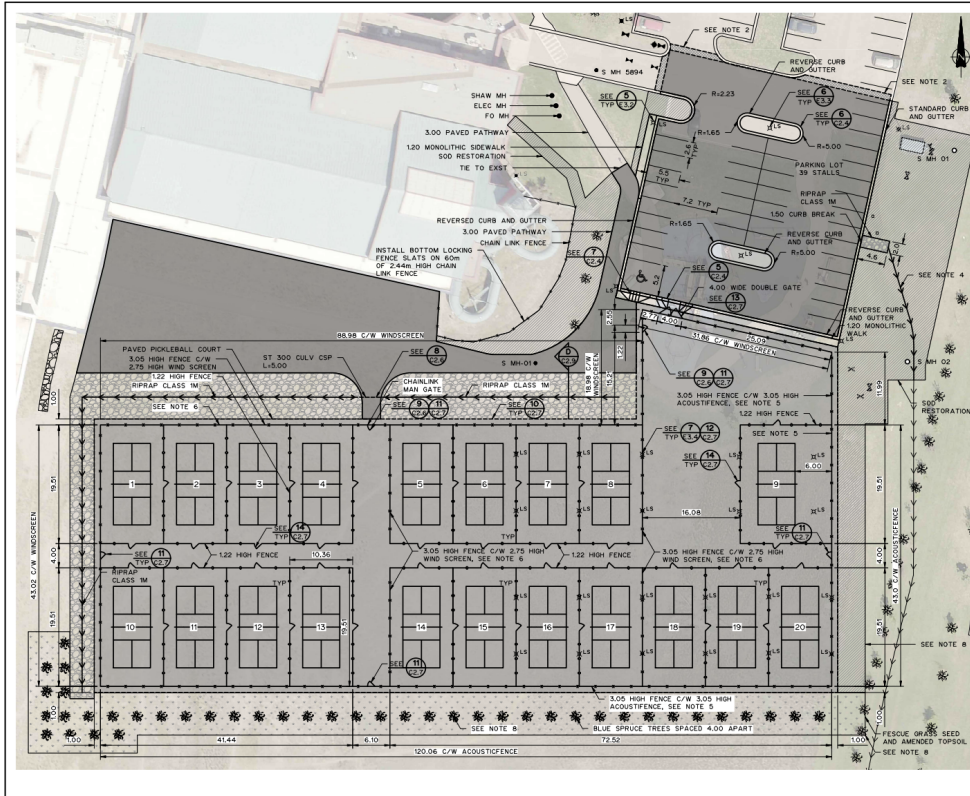 SEE NOTE 2
REVERSE CURB
AND GUTTER
SEE NOTE 2
STANDARD CURB
AND GUTTER
S MH 5894
LS
SEE 5
TYP E3.2
R=2.23
SEE 6
TYP E3.3
6
TYP C2.4
R=1.65
R=5.00
2.6
TYP
5.5
TYP
7.2 TYP
SHAW MH
ELEC MH
FO MH
3.00 PAVED PATHWAY
1.20 MONOLITHIC SIDEWALK
SOD RESTORATION
TIE TO EXST
S MH 01
PARKING LOT
39 STALLS
RIPRAP
CLASS 1M
1.50 CURB BREAK
R=1.65
REVERSE CURB
AND GUTTER
R=5.00
4.6
2.0
SEE NOTE 4
REVERSED CURB AND GUTTER
3.00 PAVED PATHWAY
CHAIN LINK FENCE
INSTALL BOTTOM LOCKING
FENCE SLATS ON 60m
OF 2.44m HIGH CHAIN
LINK FENCE
SEE 7
TYP C2.4
5.2
SEE 5
TYP C2.4
4.00 WIDE DOUBLE GATE
SEE 13
TYP C2.7
REVERSE CURB
AND GUTTER
1.20 MONOLITHIC
WALK
2.77
4.00
25.09
31.86 C/W WINDSCREEN
2.55
1.22
15.21
18.98 C/W
WINDSCREEN
88.98 C/W WINDSCREEN
PAVED PICKLEBALL COURT
3.05 HIGH FENCE C/W
2.75 HIGH WIND SCREEN
1.22 HIGH FENCE
RIPRAP CLASS 1M
SEE NOTE 6
ST 300 CULV CSP
L=5.00
SEE 8
C2.6
S MH-01
D
C2.9
CHAINLINK
MAN GATE
RIPRAP CLASS 1M
SEE 9 11
C2.6 C2.7
SEE 10
TYP C2.7
SEE 9 11
C2.6 C2.7
3.05 HIGH FENCE C/W 3.05 HIGH
ACOUSTIFENCE, SEE NOTE 5
1.22 HIGH FENCE
SEE NOTE 5
S MH 02
SOD
RESTORATION
11.99
SEE 7 12
TYP E3.4 C2.7
SEE 14
TYP C2.7
6.00
16.08
1.00
19.51
1 2 3 4 5 6 7 8 9
19.51
SEE 14
TYP C2.7
TYP
SEE 11
TYP C2.7
SEE 11
TYP C2.7
4.00
1.22 HIGH FENCE
10.36
3.05 HIGH FENCE C/W 2.75 HIGH
WIND SCREEN, SEE NOTE 6
1.22 HIGH FENCE
3.05 HIGH FENCE C/W 2.75 HIGH
WIND SCREEN, SEE NOTE 6
4.00
43.02 C/W WINDSCREEN
43.0 C/W ACOUSTICFENCE
RIPRAP
CLASS 1M
TYP
TYP
19.51
10 11 12 13 14 15 16 17 18 19 20
19.51
19.51
SEE NOTE 8
SEE 11
C2.7
3.05 HIGH FENCE C/W 3.05 HIGH
ACOUSTIFENCE, SEE NOTE 5
1.00
1.00
SEE NOTE 8
BLUE SPRUCE TREES SPACED 4.00 APART
1.00
41.44
6.10
72.52
1.00
120.06 C/W ACOUSTICFENCE
FESCUE GRASS SEED
AND AMENDED TOPSOIL
SEE NOTE 8